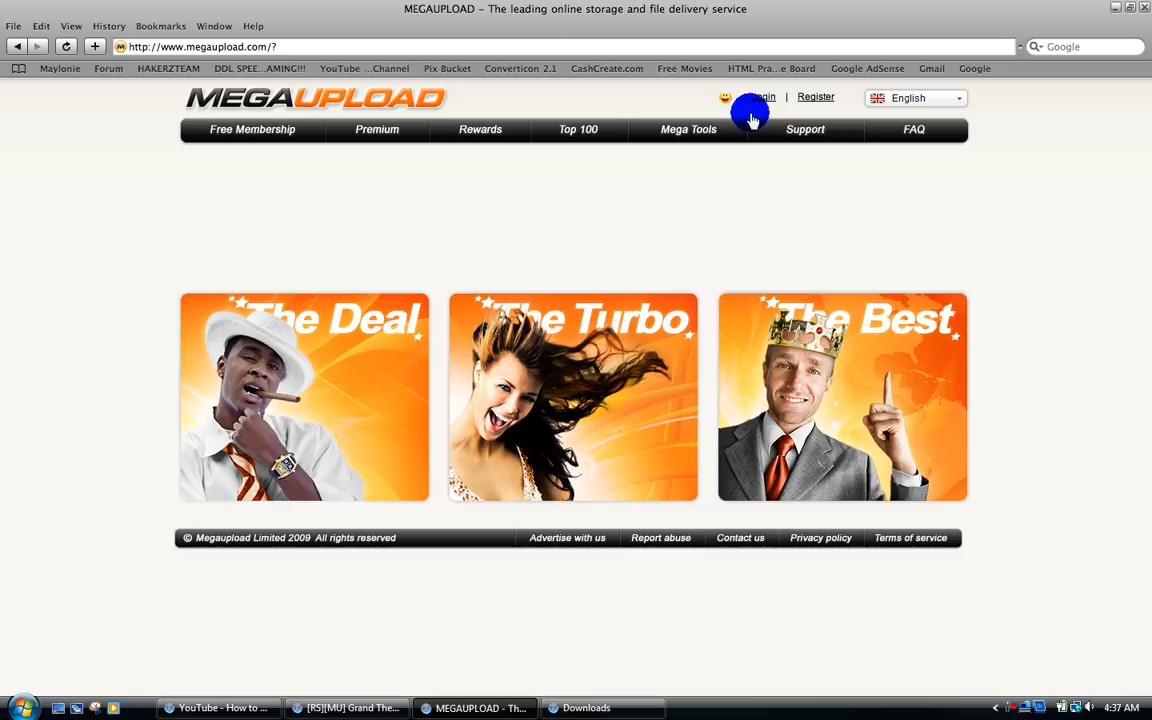 MEGAUPLOAD - The leading online storage and file delivery service
File Edit View History Bookmarks Window Help
http://www.megaupload.com/? Google
Maylonie Forum HAKERZTEAM DDL SPEE...AMING!!! YouTube ...Channel Pix Bucket Converticon 2.1 CashCreate.com Free Movies HTML Pra...e Board Google AdSense Gmail Google
MEGAUPLOAD Login | Register English
Free Membership Premium Rewards Top 100 Mega Tools Support FAQ
The Deal The Turbo The Best
© Megaupload Limited 2009 All rights reserved Advertise with us Report abuse Contact us Privacy policy Terms of service
YouTube - How to ... [RS][MU] Grand The... MEGAUPLOAD - Th... Downloads 4:37 AM